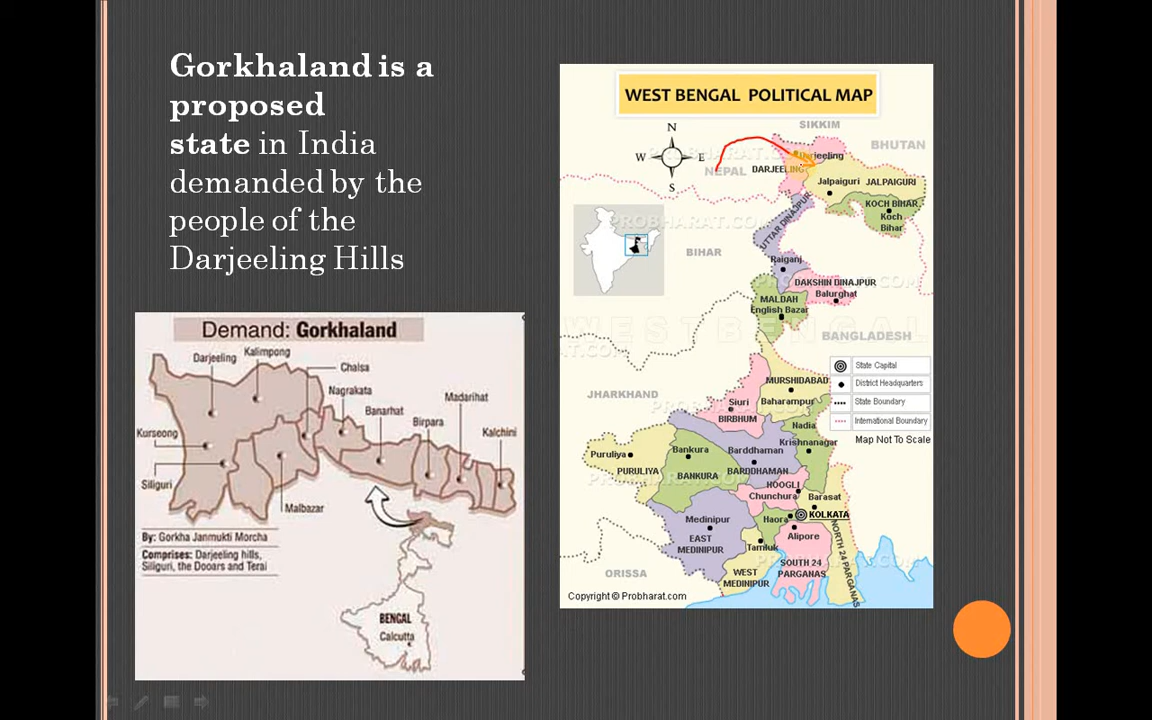 Gorkhaland is a
proposed
state in India
demanded by the
people of the
Darjeeling Hills
Demand: Gorkhaland
Darjeeling
Kalimpong
Chalsa
Nagrakata
Banarhat
Madarihat
Birpara
Kalchini
Kurseong
Siliguri
Malbazar
By: Gorkha Janmukti Morcha
Comprises: Darjeeling hills,
Siliguri, the Dooars and Terai
BENGAL
Calcutta
WEST BENGAL POLITICAL MAP
SIKKIM
N
W
E
S
BHUTAN
NEPAL
Darjeeling
DARJEELING
Jalpaiguri
JALPAIGURI
KOCH BIHAR
Koch
Bihar
UTTAR DINAJPUR
PROBHARAT.COM
BIHAR
Raiganj
DAKSHIN DINAJPUR
Balurghat
MALDAH
English Bazar
WEST BENGAL
BANGLADESH
State Capital
District Headquarters
State Boundary
International Boundary
Map Not To Scale
JHARKHAND
MURSHIDABAD
Baharampur
Siuri
BIRBHUM
Nadia
Krishnanagar
Puruliya
PURULIYA
Bankura
BANKURA
Barddhaman
BARDDHAMAN
HOOGLI
Chunchura
Barasat
KOLKATA
Haora
Medinipur
EAST
MEDINIPUR
Tamluk
Alipore
NORTH 24 PARGANAS
SOUTH 24
PARGANAS
WEST
MEDINIPUR
ORISSA
Copyright © Probharat.com